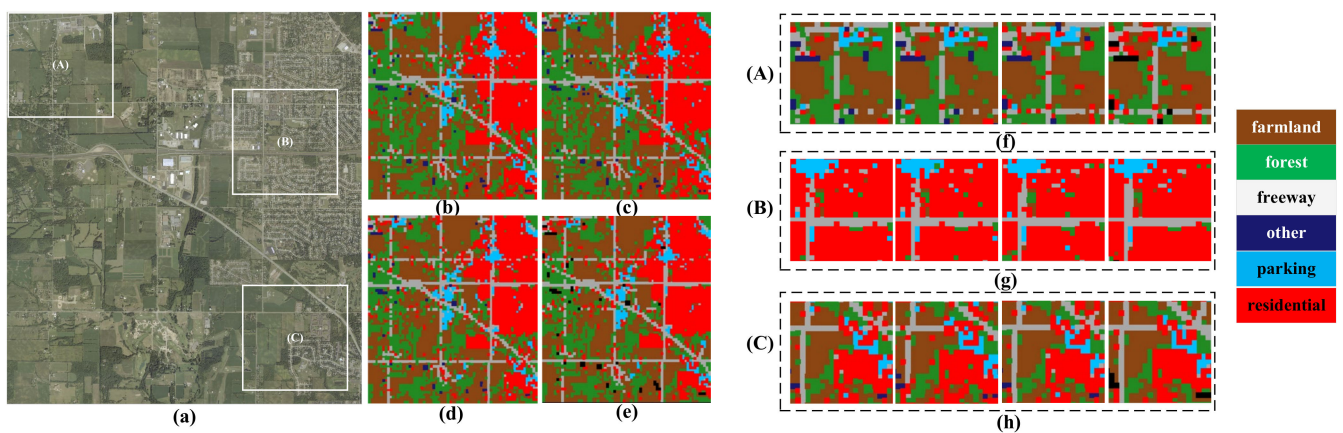 (A)
(B)
(C)
(a)
(b)
(c)
(d)
(e)
(A)
(f)
(B)
(g)
(C)
(h)
farmland
forest
freeway
other
parking
residential